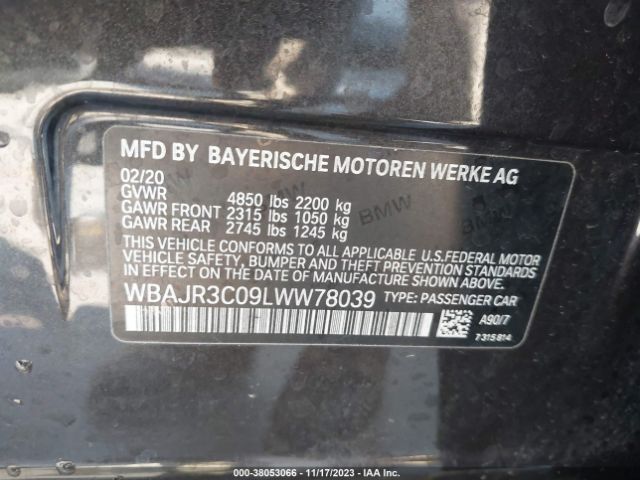 MFD BY BAYERISCHE MOTOREN WERKE AG
02/20
GVWR 4850 lbs 2200 kg
GAWR FRONT 2315 lbs 1050 kg
GAWR REAR 2745 lbs 1245 kg
THIS VEHICLE CONFORMS TO ALL APPLICABLE U.S.FEDERAL MOTOR
VEHICLE SAFETY, BUMPER AND THEFT PREVENTION STANDARDS
IN EFFECT ON THE DATE OF MANUFACTURE SHOWN ABOVE.
WBAJR3C09LWW78039 TYPE: PASSENGER CAR
A90/7
7315814
BMW
BMW
000-38053066 - 11/17/2023 - IAA Inc.